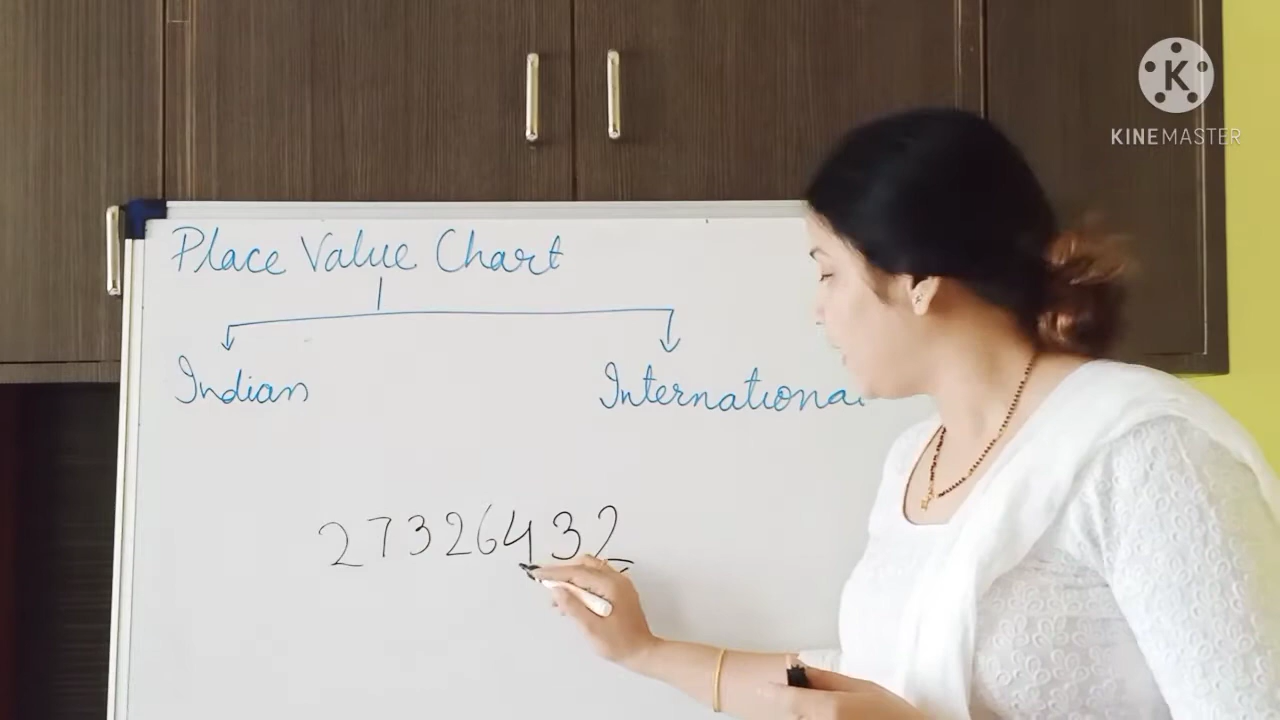 K
KINEMASTER
Place Value Chart
Indian
International
27326432